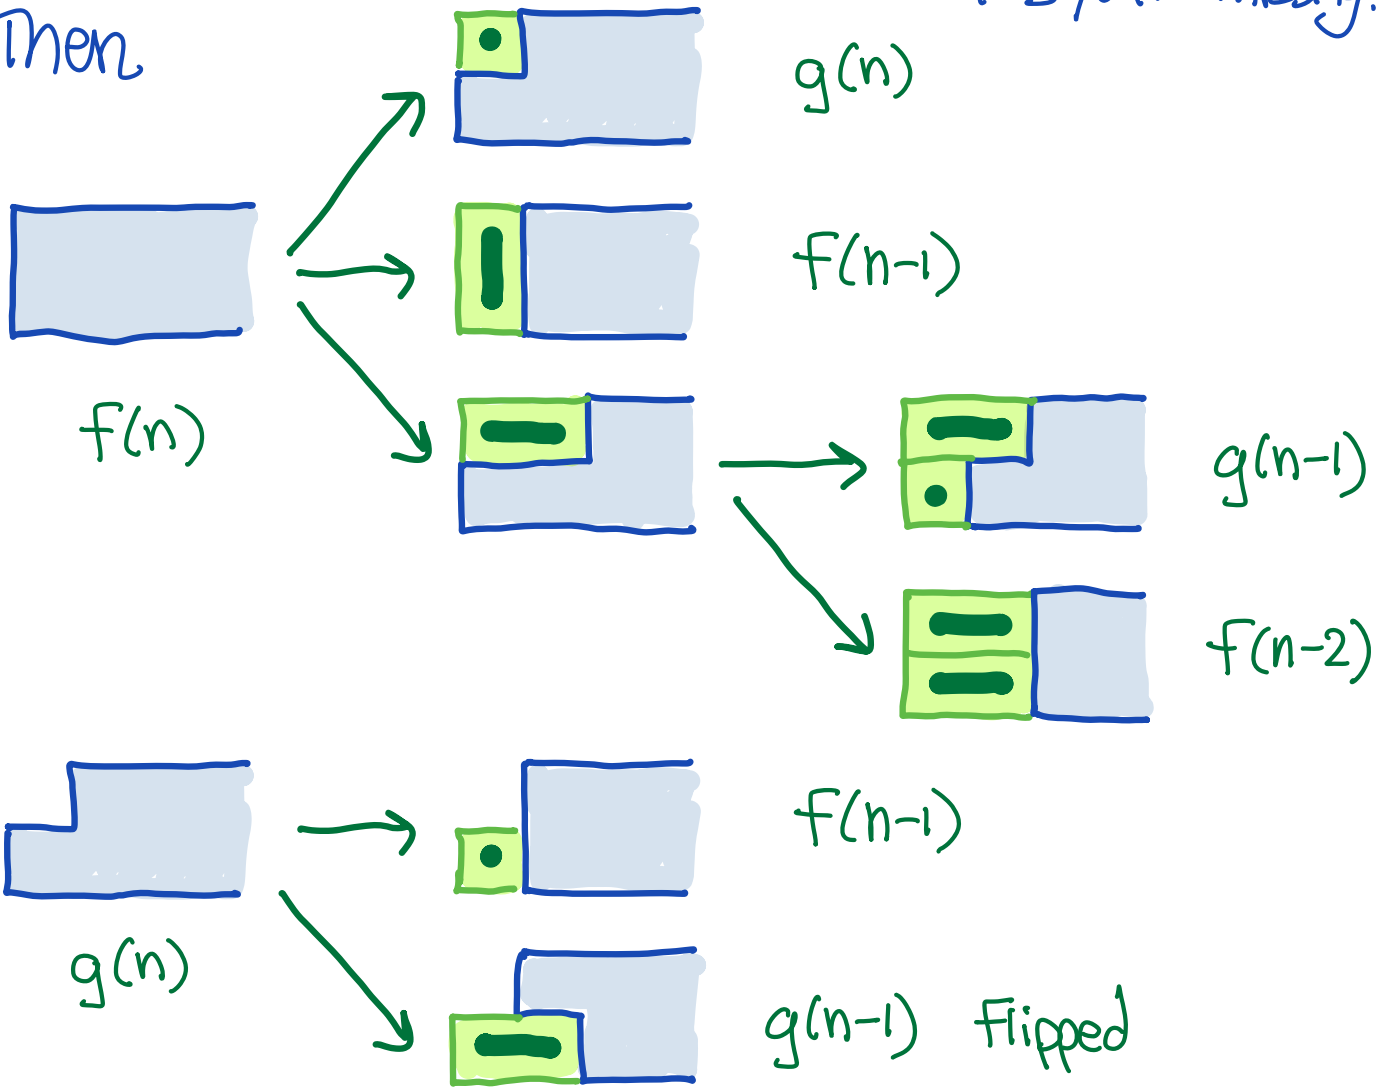 Then
g(n)
f(n-1)
f(n)
g(n-1)
f(n-2)
f(n-1)
g(n)
g(n-1) flipped